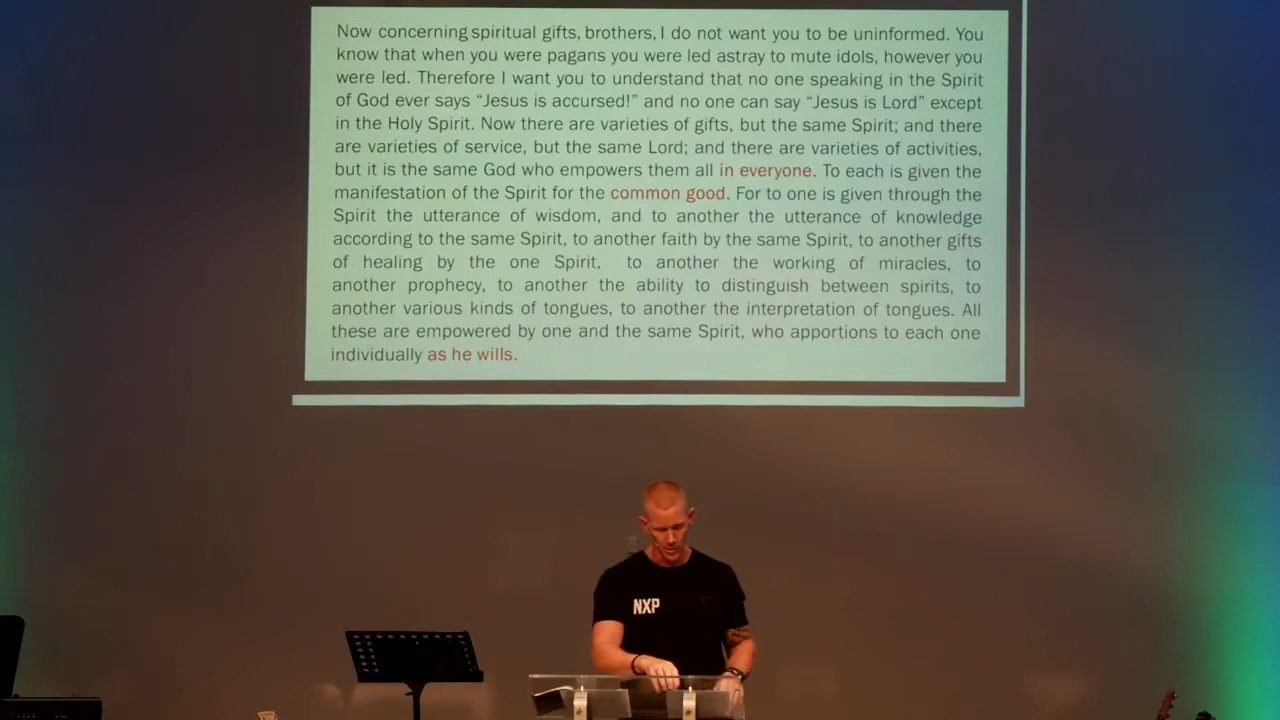 Now concerning spiritual gifts, brothers, I do not want you to be uninformed. You
know that when you were pagans you were led astray to mute idols, however you
were led. Therefore I want you to understand that no one speaking in the Spirit
of God ever says “Jesus is accursed!” and no one can say “Jesus is Lord” except
in the Holy Spirit. Now there are varieties of gifts, but the same Spirit; and there
are varieties of service, but the same Lord; and there are varieties of activities,
but it is the same God who empowers them all in everyone. To each is given the
manifestation of the Spirit for the common good. For to one is given through the
Spirit the utterance of wisdom, and to another the utterance of knowledge
according to the same Spirit, to another faith by the same Spirit, to another gifts
of healing by the one Spirit, to another the working of miracles, to
another prophecy, to another the ability to distinguish between spirits, to
another various kinds of tongues, to another the interpretation of tongues. All
these are empowered by one and the same Spirit, who apportions to each one
individually as he wills.
NXP